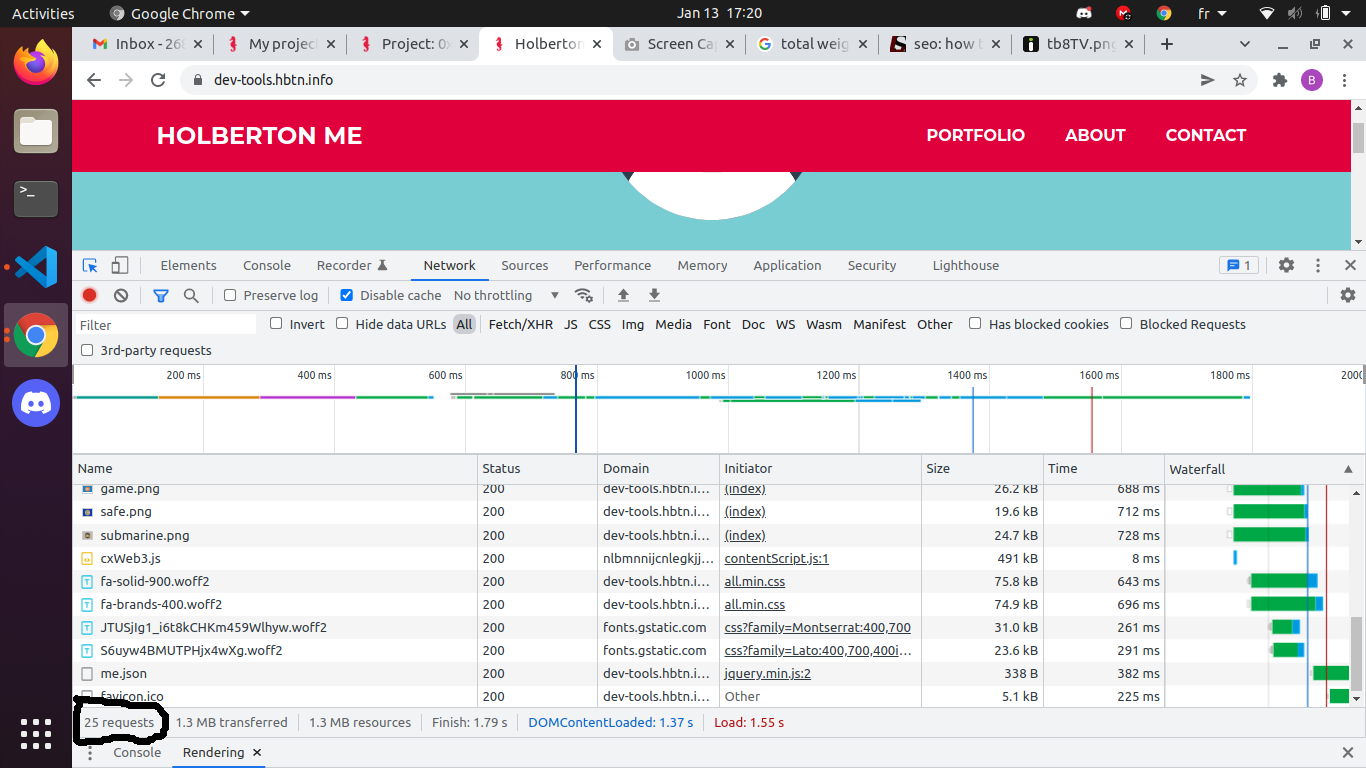 Activities Google Chrome Jan 13 17:20 fr
Inbox - 268 My projec Project: 0x Holberton Screen Ca total weig seo: how t tb8TV.png
dev-tools.hbtn.info B
HOLBERTON ME PORTFOLIO ABOUT CONTACT
Elements Console Recorder Network Sources Performance Memory Application Security Lighthouse 1
Preserve log Disable cache No throttling
Filter Invert Hide data URLs All Fetch/XHR JS CSS Img Media Font Doc WS Wasm Manifest Other Has blocked cookies Blocked Requests
3rd-party requests
200 ms 400 ms 600 ms 800 ms 1000 ms 1200 ms 1400 ms 1600 ms 1800 ms 2000
Name Status Domain Initiator Size Time Waterfall
game.png 200 dev-tools.hbtn.i... (index) 26.2 kB 688 ms
safe.png 200 dev-tools.hbtn.i... (index) 19.6 kB 712 ms
submarine.png 200 dev-tools.hbtn.i... (index) 24.7 kB 728 ms
cxWeb3.js 200 nlbmnnijcnlegkjj... contentScript.js:1 491 kB 8 ms
fa-solid-900.woff2 200 dev-tools.hbtn.i... all.min.css 75.8 kB 643 ms
fa-brands-400.woff2 200 dev-tools.hbtn.i... all.min.css 74.9 kB 696 ms
JTUSjIg1_i6t8kCHKm459Wlhyw.woff2 200 fonts.gstatic.com css?family=Montserrat:400,700 31.0 kB 261 ms
S6uyw4BMUTPHjx4wXg.woff2 200 fonts.gstatic.com css?family=Lato:400,700,400i... 23.6 kB 291 ms
me.json 200 dev-tools.hbtn.i... jquery.min.js:2 338 B 382 ms
favicon.ico 200 dev-tools.hbtn.i... Other 5.1 kB 225 ms
25 requests 1.3 MB transferred 1.3 MB resources Finish: 1.79 s DOMContentLoaded: 1.37 s Load: 1.55 s
Console Rendering